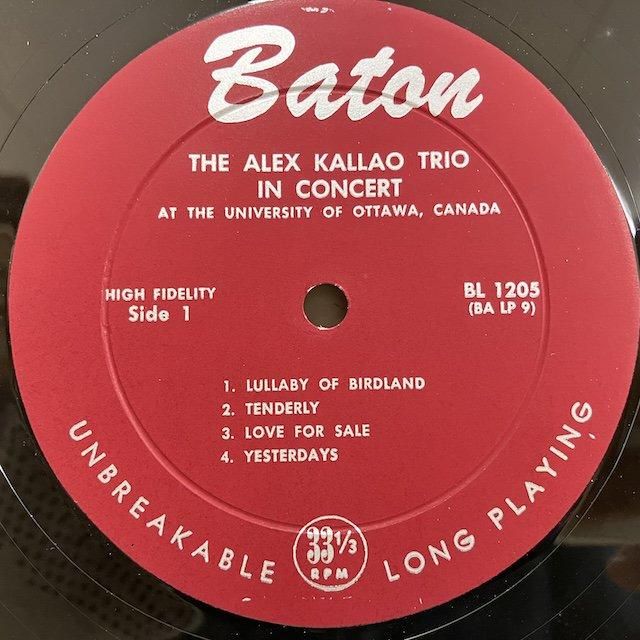 Baton
THE ALEX KALLAO TRIO
IN CONCERT
AT THE UNIVERSITY OF OTTAWA, CANADA
HIGH FIDELITY
Side 1
BL 1205
(BA LP 9)
1. LULLABY OF BIRDLAND
2. TENDERLY
3. LOVE FOR SALE
4. YESTERDAYS
UNBREAKABLE
33 1/3
RPM
LONG PLAYING